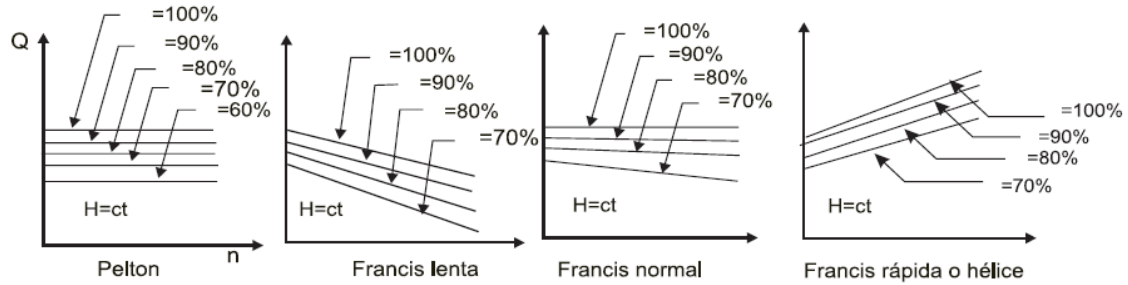 Q
=100%
=90%
=80%
=70%
=60%
H=ct
n
Pelton
=100%
=90%
=80%
=70%
H=ct
Francis lenta
=100%
=90%
=80%
=70%
H=ct
Francis normal
=100%
=90%
=80%
=70%
H=ct
Francis rápida o hélice